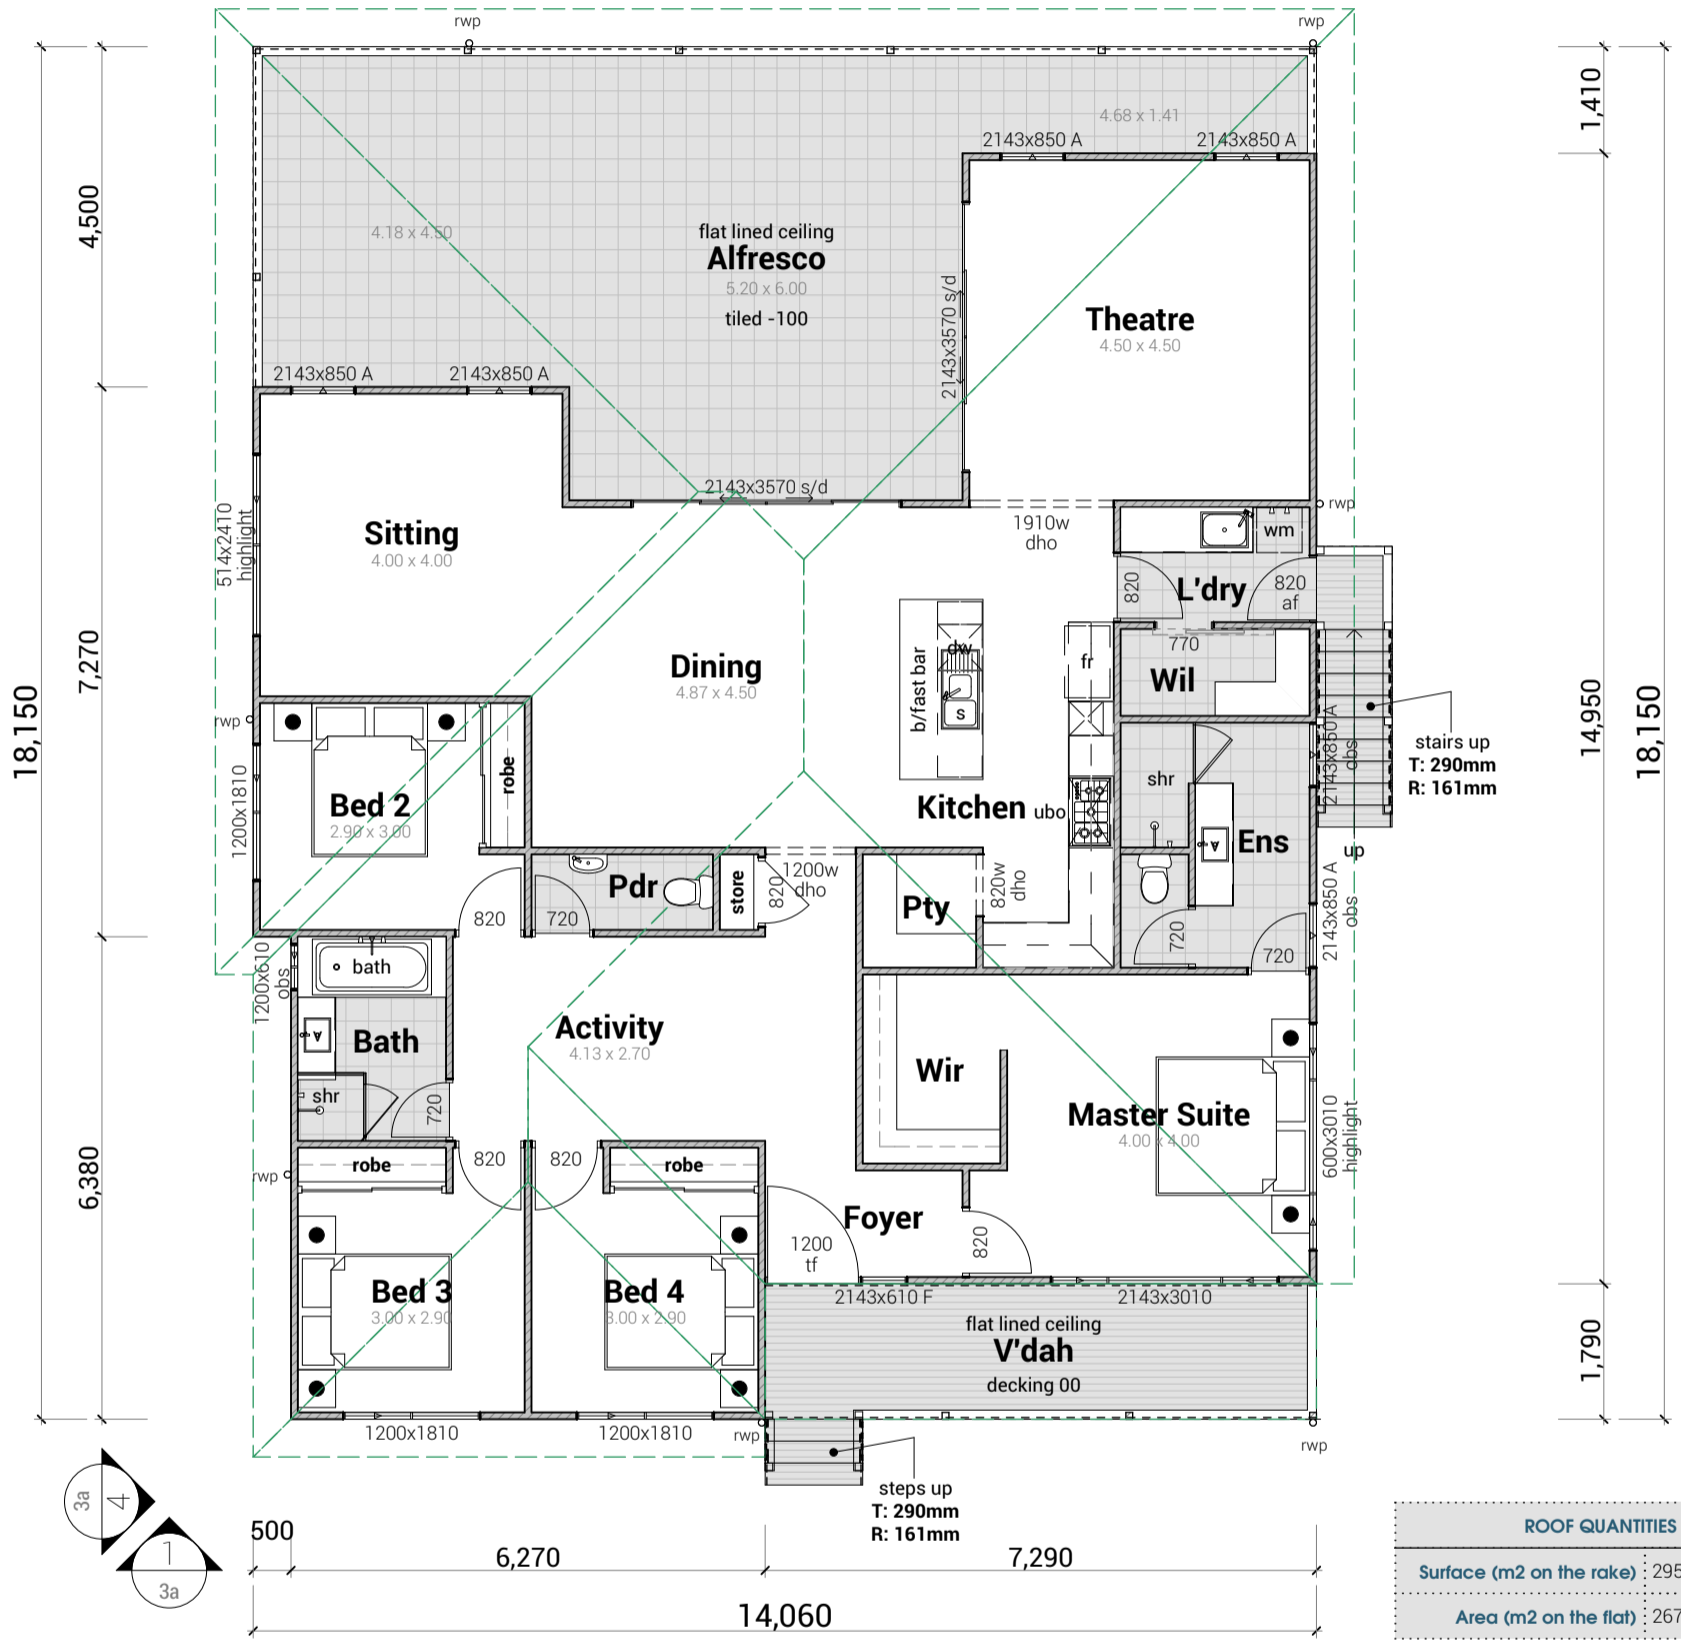 rwp
rwp
4.68 x 1.41
2143x850 A
2143x850 A
1,410
4,500
4.18 x 4.50
flat lined ceiling
Alfresco
5.20 x 6.00
tiled -100
2143x3570 s/d
Theatre
4.50 x 4.50
2143x850 A
2143x850 A
2143x3570 s/d
rwp
1910w
dho
wm
Sitting
4.00 x 4.00
514x2410
highlight
820
L'dry
820
af
770
Wil
Dining
4.87 x 4.50
b/fast bar
dw
s
fr
7,270
18,150
14,950
18,150
rwp
2143x850 A
obs
stairs up
T: 290mm
R: 161mm
robe
shr
Bed 2
2.90 x 3.00
1200x1810
Kitchen
ubo
Ens
up
1200w
dho
820
store
Pdr
820w
dho
Pty
2143x850 A
obs
820
720
720
720
1200x610
obs
bath
Bath
Activity
4.13 x 2.70
Wir
Master Suite
4.00 x 4.00
600x3010
highlight
shr
720
6,380
rwp
robe
820
820
robe
Foyer
1200
tf
820
Bed 3
3.00 x 2.90
Bed 4
3.00 x 2.90
2143x610 F
2143x3010
flat lined ceiling
V'dah
decking 00
1,790
1200x1810
1200x1810
rwp
rwp
steps up
T: 290mm
R: 161mm
3a
4
1
3a
500
6,270
7,290
14,060
ROOF QUANTITIES
Surface (m2 on the rake)
295
Area (m2 on the flat)
267